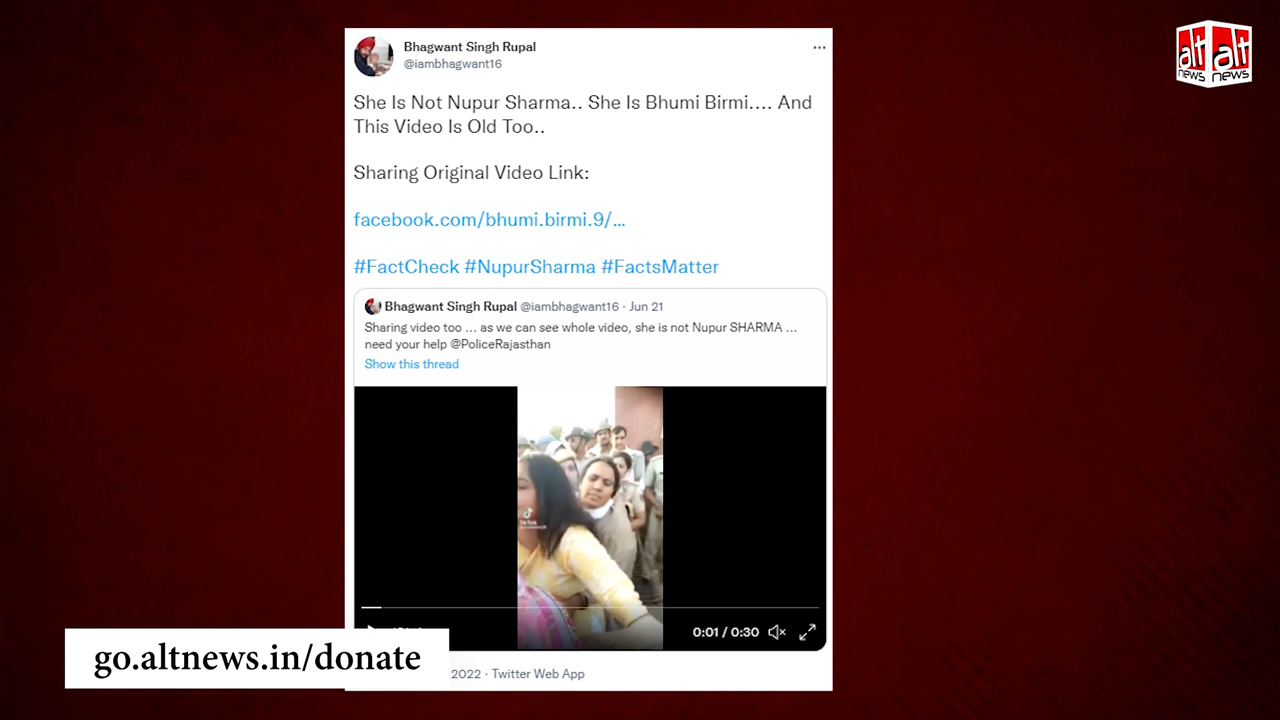 alt alt
news news
Bhagwant Singh Rupal
@iambhagwant16
She Is Not Nupur Sharma.. She Is Bhumi Birmi.... And
This Video Is Old Too..
Sharing Original Video Link:
facebook.com/bhumi.birmi.9/...
#FactCheck #NupurSharma #FactsMatter
Bhagwant Singh Rupal @iambhagwant16 · Jun 21
Sharing video too ... as we can see whole video, she is not Nupur SHARMA ...
need your help @PoliceRajasthan
Show this thread
TikTok
0:01 / 0:30
go.altnews.in/donate
2022 · Twitter Web App